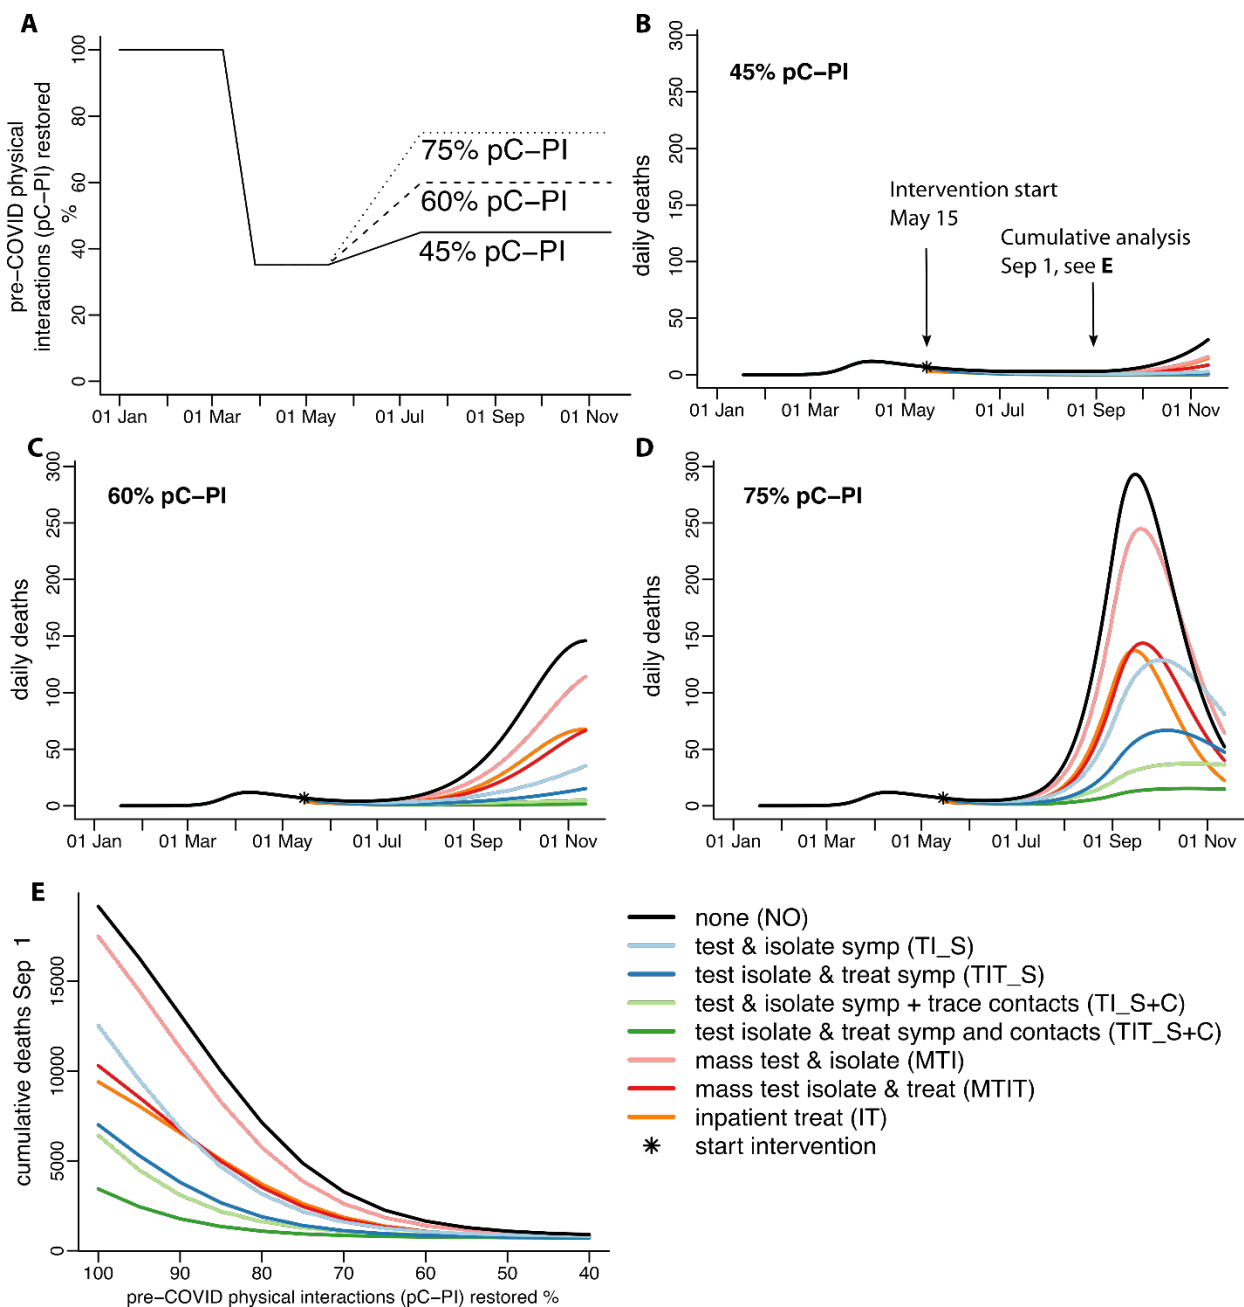 A
pre−COVID physical
interactions (pC−PI) restored
%
100
80
60
40
20
0
75% pC−PI
60% pC−PI
45% pC−PI
01 Jan 01 Mar 01 May 01 Jul 01 Sep 01 Nov
B
45% pC−PI
daily deaths
300
250
200
150
100
50
0
Intervention start
May 15
Cumulative analysis
Sep 1, see E
01 Jan 01 Mar 01 May 01 Jul 01 Sep 01 Nov
C
60% pC−PI
daily deaths
300
250
200
150
100
50
0
01 Jan 01 Mar 01 May 01 Jul 01 Sep 01 Nov
D
75% pC−PI
daily deaths
300
250
200
150
100
50
0
01 Jan 01 Mar 01 May 01 Jul 01 Sep 01 Nov
E
cumulative deaths Sep 1
15000
10000
5000
0
100 90 80 70 60 50 40
pre−COVID physical interactions (pC−PI) restored %
none (NO)
test & isolate symp (TI_S)
test isolate & treat symp (TIT_S)
test & isolate symp + trace contacts (TI_S+C)
test isolate & treat symp and contacts (TIT_S+C)
mass test & isolate (MTI)
mass test isolate & treat (MTIT)
inpatient treat (IT)
start intervention